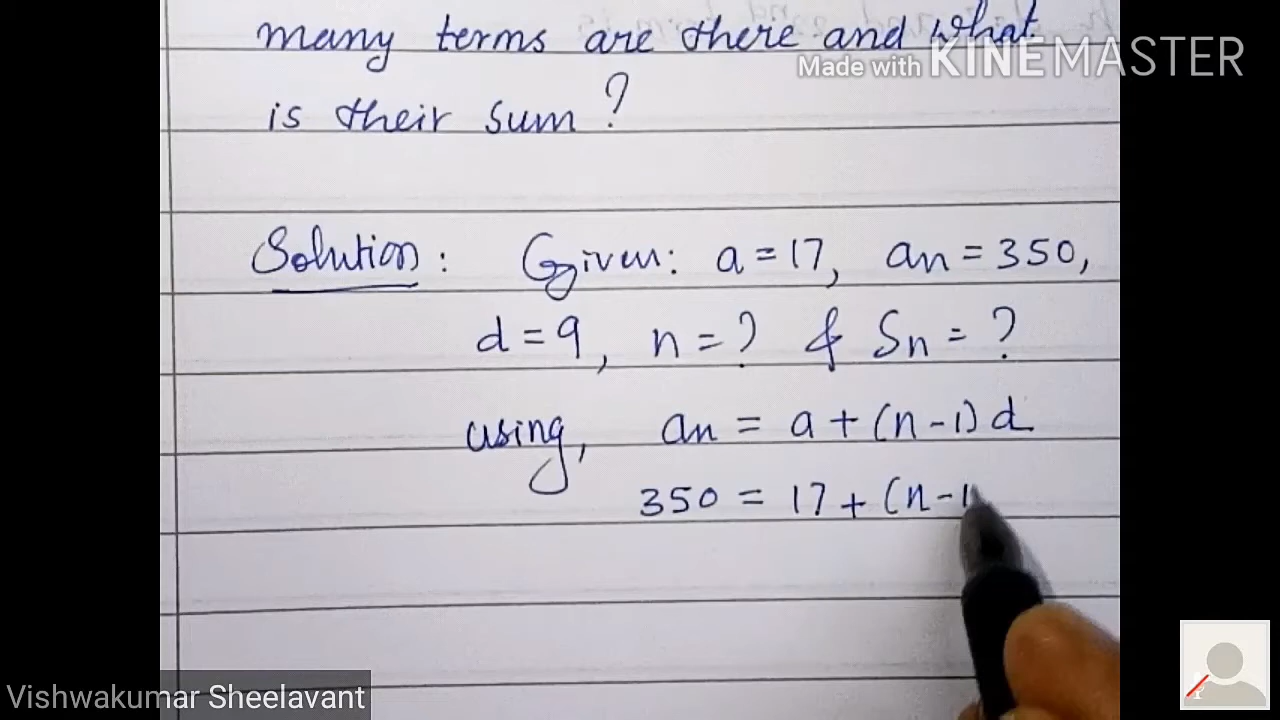 many terms are there and what
Made with KINEMASTER
is their sum ?
Solution : Given: a = 17, an = 350,
d = 9, n = ? & Sn = ?
using, an = a + (n - 1) d
350 = 17 + (n - 1
Vishwakumar Sheelavant